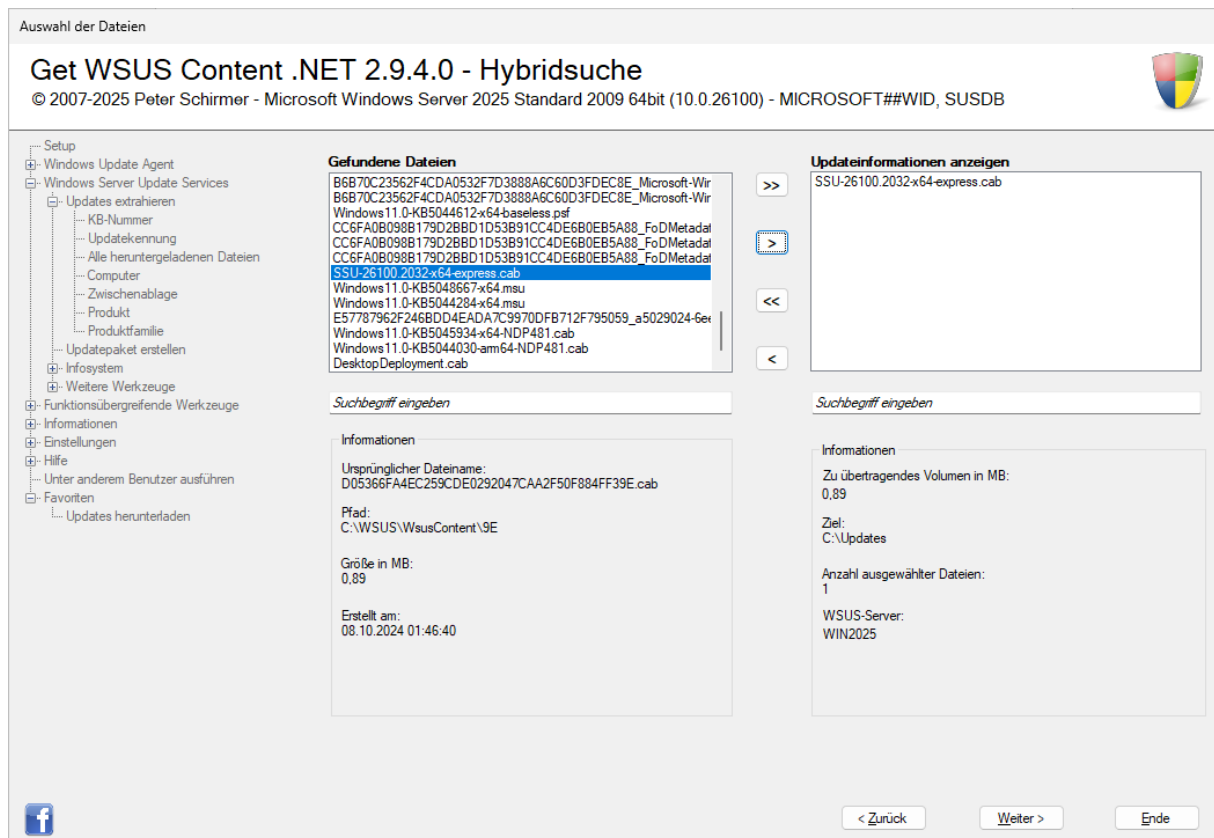 Auswahl der Dateien
Get WSUS Content .NET 2.9.4.0 - Hybridsuche
© 2007-2025 Peter Schirmer - Microsoft Windows Server 2025 Standard 2009 64bit (10.0.26100) - MICROSOFT##WID, SUSDB
Setup
Windows Update Agent
Windows Server Update Services
Updates extrahieren
KB-Nummer
Updatekennung
Alle heruntergeladenen Dateien
Computer
Zwischenablage
Produkt
Produktfamilie
Updatepaket erstellen
Infosystem
Weitere Werkzeuge
Funktionsübergreifende Werkzeuge
Informationen
Einstellungen
Hilfe
Unter anderem Benutzer ausführen
Favoriten
Updates herunterladen
Gefundene Dateien
B6B70C23562F4CDA0532F7D3888A6C60D3FDEC8E_Microsoft-Wir
B6B70C23562F4CDA0532F7D3888A6C60D3FDEC8E_Microsoft-Wir
Windows11.0-KB5044612-x64-baseless.psf
CC6FA0B098B179D2BBD1D53B91CC4DE6B0EB5A88_FoDMetadat
CC6FA0B098B179D2BBD1D53B91CC4DE6B0EB5A88_FoDMetadat
CC6FA0B098B179D2BBD1D53B91CC4DE6B0EB5A88_FoDMetadat
SSU-26100.2032-x64-express.cab
Windows11.0-KB5048667-x64.msu
Windows11.0-KB5044284-x64.msu
E57787962F246BDD4EADA7C9970DFB712F795059_a5029024-6ee
Windows11.0-KB5045934-x64-NDP481.cab
Windows11.0-KB5044030-arm64-NDP481.cab
DesktopDeployment.cab
Suchbegriff eingeben
Informationen
Ursprünglicher Dateiname:
D05366FA4EC259CDE0292047CAA2F50F884FF39E.cab
Pfad:
C:\WSUS\WsusContent\9E
Größe in MB:
0,89
Erstellt am:
08.10.2024 01:46:40
>>
>
<<
<
Updateinformationen anzeigen
SSU-26100.2032-x64-express.cab
Suchbegriff eingeben
Informationen
Zu übertragendes Volumen in MB:
0,89
Ziel:
C:\Updates
Anzahl ausgewählter Dateien:
1
WSUS-Server:
WIN2025
< Zurück
Weiter >
Ende